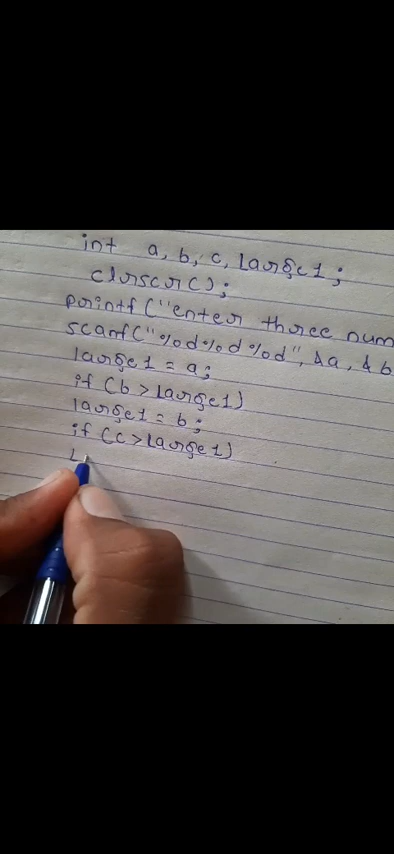 int a, b, c, large1;
clrscr();
printf("enter three num
scanf("%d%d%d", &a, &b
large1 = a;
if (b>large1)
large1 = b;
if (c>large1)
L